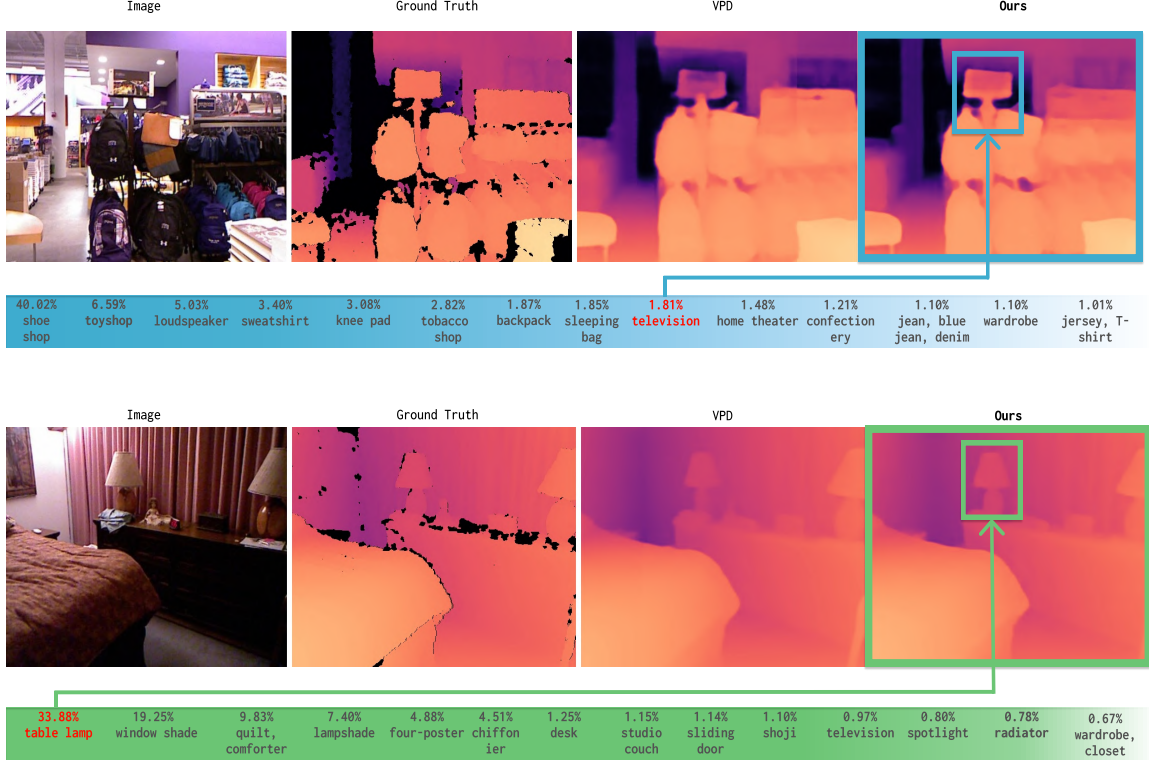 Image Ground Truth VPD Ours
40.02% 6.59% 5.03% 3.40% 3.08% 2.82% 1.87% 1.85% 1.81% 1.48% 1.21% 1.10% 1.10% 1.01%
shoe toyshop loudspeaker sweatshirt knee pad tobacco backpack sleeping television home theater confection jean, blue wardrobe jersey, T-
shop shop bag ery jean, denim shirt
Image Ground Truth VPD Ours
33.88% 19.25% 9.83% 7.40% 4.88% 4.51% 1.25% 1.15% 1.14% 1.10% 0.97% 0.80% 0.78% 0.67%
table lamp window shade quilt, lampshade four-poster chiffon desk studio sliding shoji television spotlight radiator wardrobe,
comforter ier couch door closet